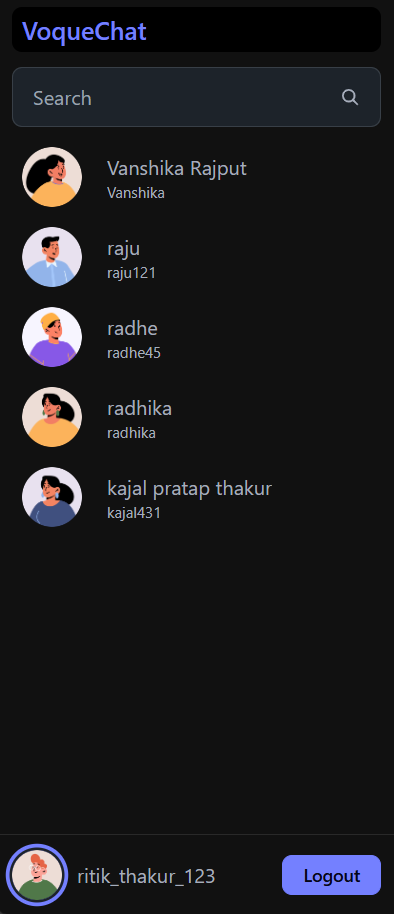 VoqueChat
Search
Vanshika Rajput
Vanshika
raju
raju121
radhe
radhe45
radhika
radhika
kajal pratap thakur
kajal431
ritik_thakur_123
Logout